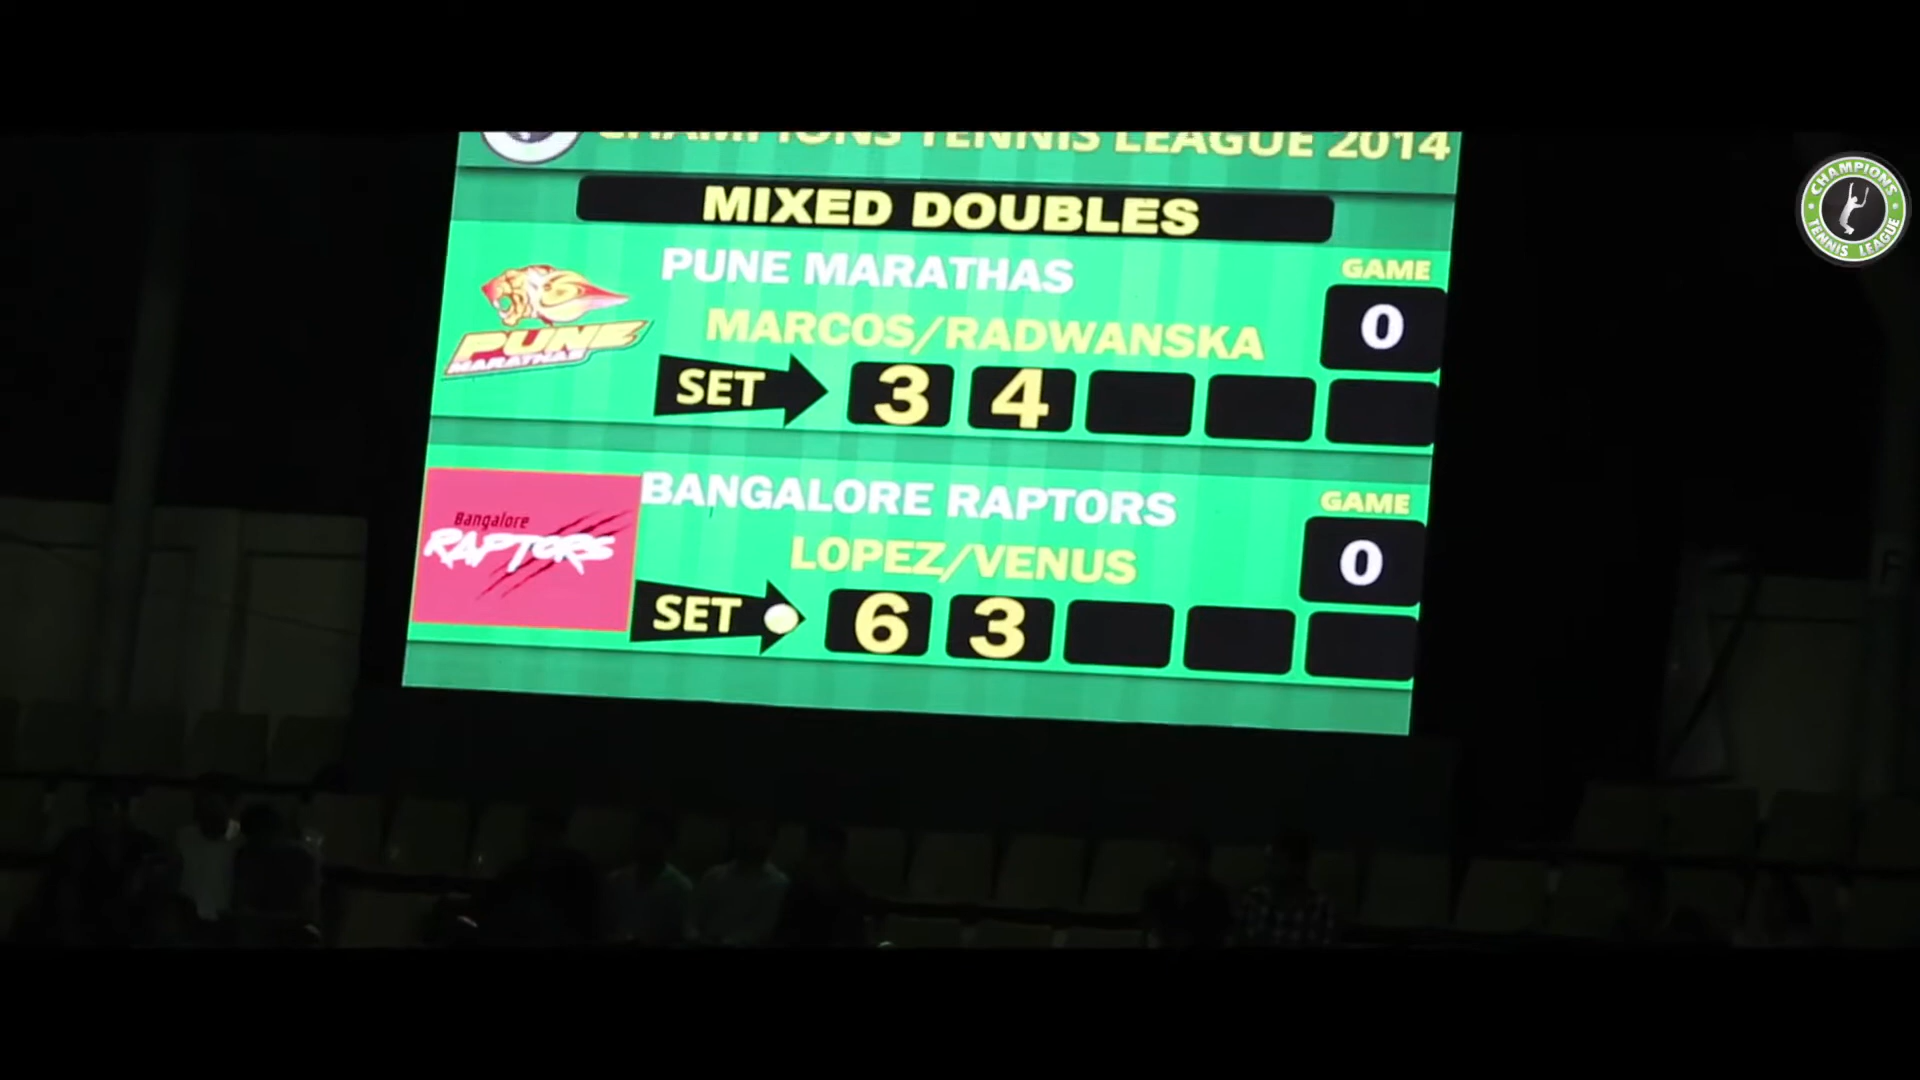 CHAMPIONS TENNIS LEAGUE 2014
MIXED DOUBLES
PUNE MARATHAS
GAME
MARCOS/RADWANSKA
0
PUNE
MARATHAS
SET
3 4
BANGALORE RAPTORS
GAME
LOPEZ/VENUS
0
Bangalore
RAPTORS
SET
6 3
CHAMPIONS
TENNIS LEAGUE